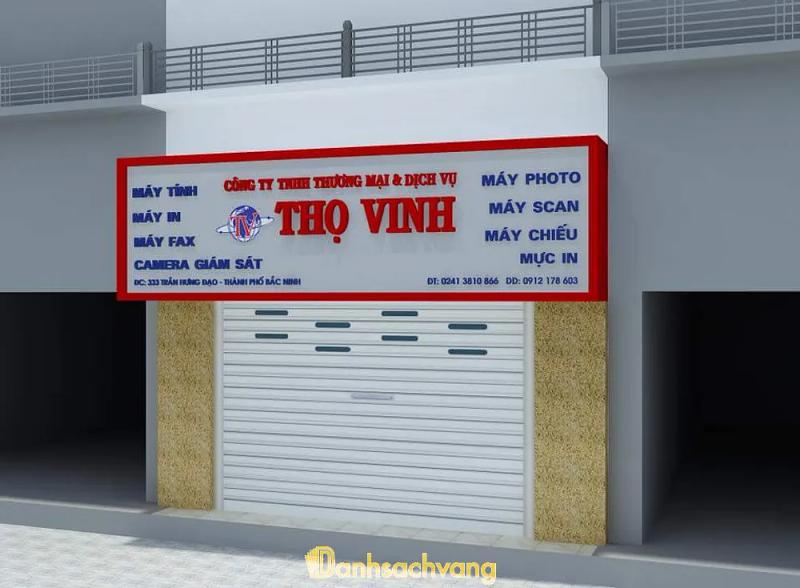 CÔNG TY TNHH THƯƠNG MẠI & DỊCH VỤ
TV
THỌ VINH
MÁY TÍNH
MÁY IN
MÁY FAX
CAMERA GIÁM SÁT
MÁY PHOTO
MÁY SCAN
MÁY CHIẾU
MỰC IN
ĐC: 333 TRẦN HƯNG ĐẠO - THÀNH PHỐ BẮC NINH
ĐT: 0241 3810 866 DĐ: 0912 178 603
Danhsachvang